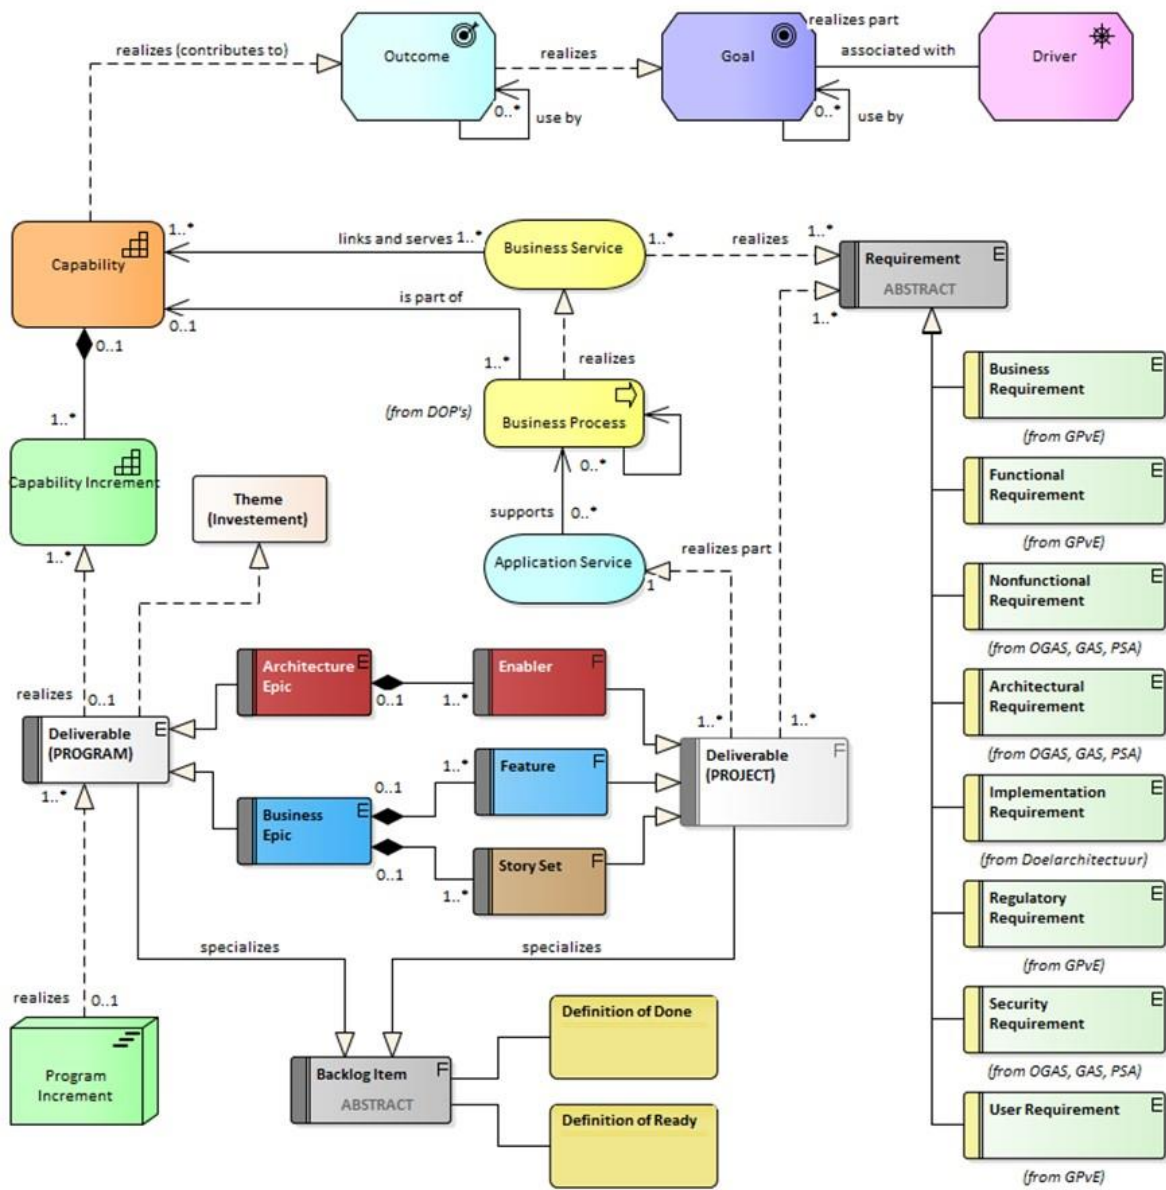 realizes part
realizes (contributes to)
Outcome
realizes
Goal
associated with
Driver
0..*
use by
0..*
use by
1..*
links and serves
1..*
Business Service
1..*
realizes
1..*
Requirement
E
ABSTRACT
Capability
is part of
0..1
0..1
1..*
realizes
1..*
(from DOP's)
Business Process
Business
Requirement
E
(from GPvE)
1..*
Capability Increment
Theme
(Investement)
0..*
Functional
Requirement
E
(from GPvE)
supports
0..*
1..*
Application Service
realizes part
1
Nonfunctional
Requirement
E
(from OGAS, GAS, PSA)
Architecture
Epic
E
0..1
1..*
Enabler
F
Architectural
Requirement
E
(from OGAS, GAS, PSA)
realizes
0..1
Deliverable
(PROGRAM)
E
1..*
1..*
1..*
Deliverable
(PROJECT)
F
1..*
Feature
F
0..1
Business
Epic
E
0..1
1..*
Story Set
F
Implementation
Requirement
E
(from Doelarchitectuur)
Regulatory
Requirement
E
(from GPvE)
specializes
specializes
realizes
0..1
Program
Increment
Definition of Done
Security
Requirement
E
(from OGAS, GAS, PSA)
Backlog Item
F
ABSTRACT
Definition of Ready
User Requirement
E
(from GPvE)